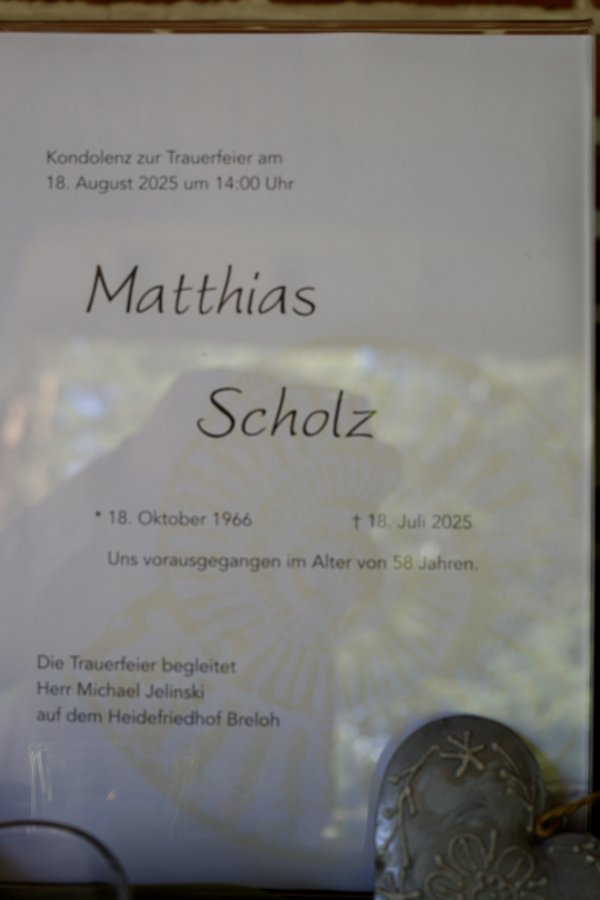 Kondolenz zur Trauerfeier am
18. August 2025 um 14:00 Uhr
Matthias
Scholz
* 18. Oktober 1966 † 18. Juli 2025
Uns vorausgegangen im Alter von 58 Jahren.
Die Trauerfeier begleitet
Herr Michael Jelinski
auf dem Heidefriedhof Breloh